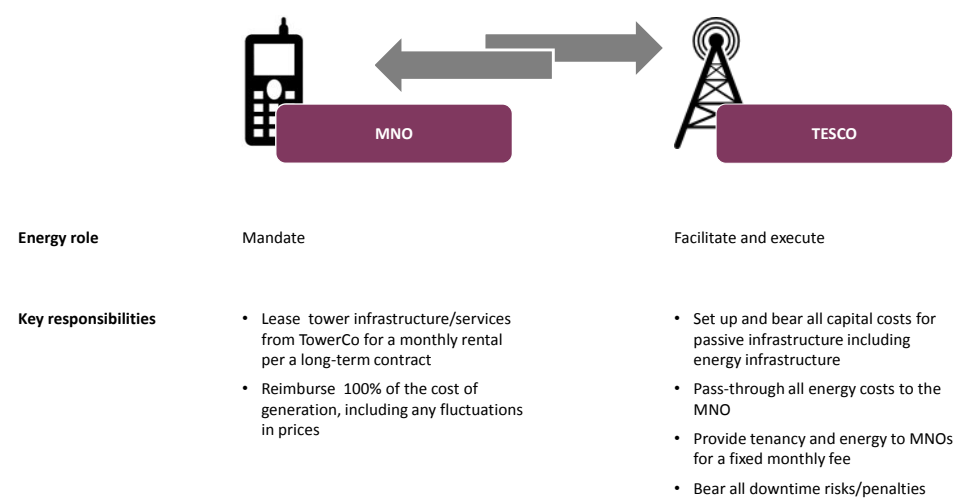 MNO
TESCO
Energy role
Mandate
Facilitate and execute
Key responsibilities
• Lease tower infrastructure/services
from TowerCo for a monthly rental
per a long-term contract
• Reimburse 100% of the cost of
generation, including any fluctuations
in prices
• Set up and bear all capital costs for
passive infrastructure including
energy infrastructure
• Pass-through all energy costs to the
MNO
• Provide tenancy and energy to MNOs
for a fixed monthly fee
• Bear all downtime risks/penalties